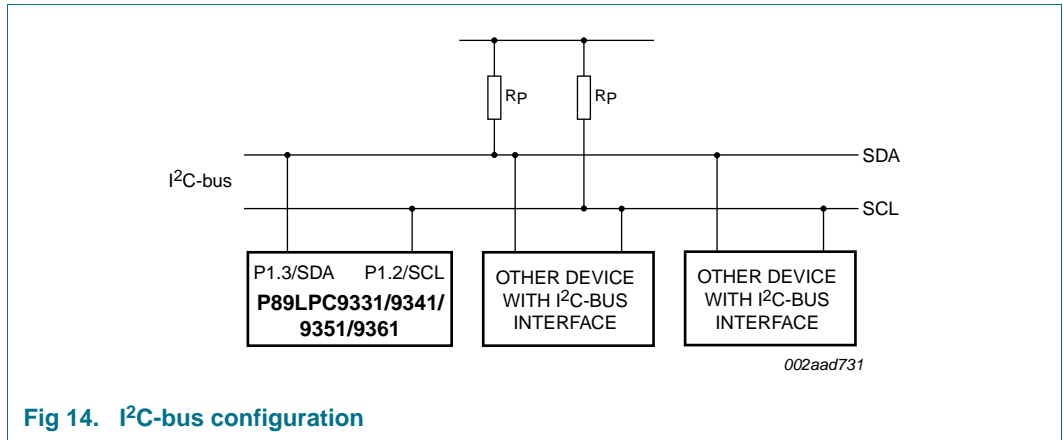 RP RP
SDA
I2C-bus
SCL
P1.3/SDA P1.2/SCL
P89LPC9331/9341/
9351/9361
OTHER DEVICE
WITH I2C-BUS
INTERFACE
OTHER DEVICE
WITH I2C-BUS
INTERFACE
002aad731
Fig 14. I2C-bus configuration